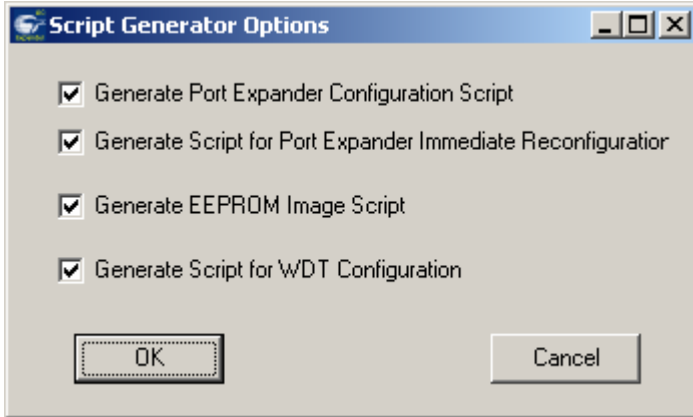 Script Generator Options
Generate Port Expander Configuration Script
Generate Script for Port Expander Immediate Reconfiguration
Generate EEPROM Image Script
Generate Script for WDT Configuration
OK
Cancel